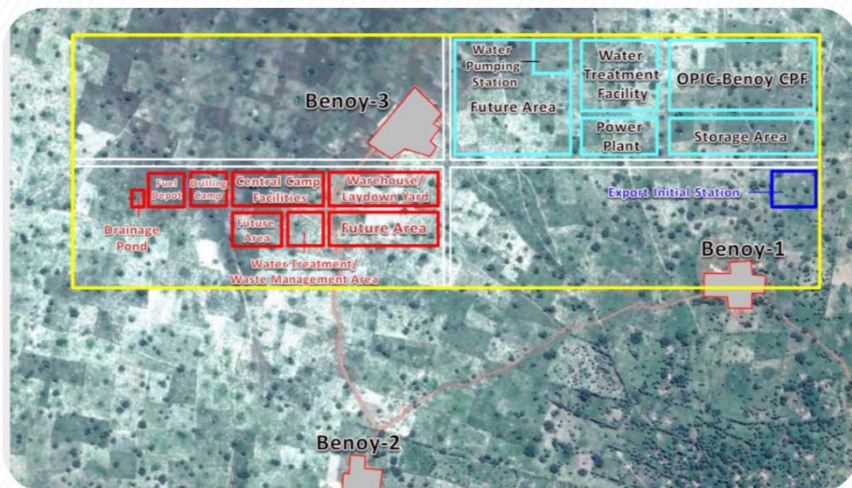 Water
Pumping
Station
Future Area
Water
Treatment
Facility
OPIC-Benoy CPF
Benoy-3
Power
Plant
Storage Area
Fuel
Depot
Drilling
Camp
Central Camp
Facilities
Warehouse/
Laydown Yard
Export Initial Station
Drainage
Pond
Future
Area
Future Area
Water Treatment/
Waste Management Area
Benoy-1
Benoy-2